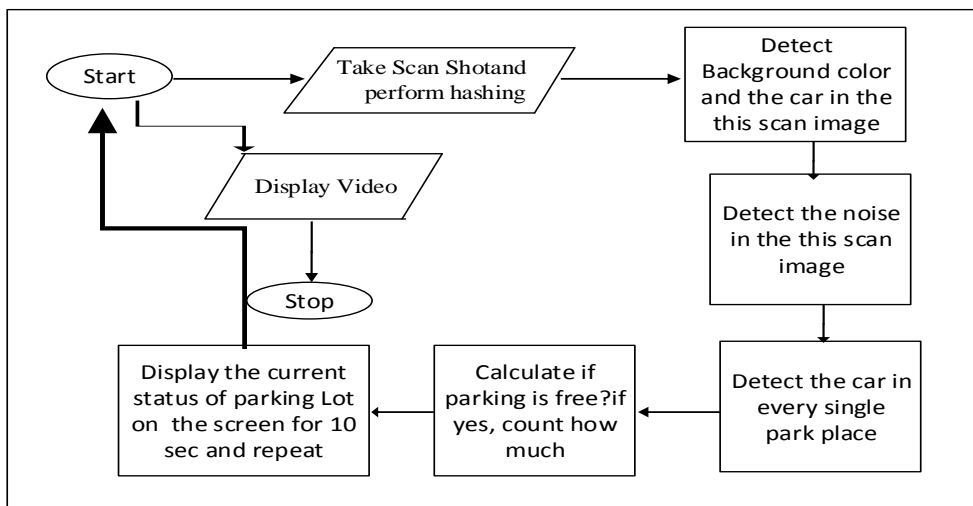 Start
Take Scan Shotand
perform hashing
Detect
Background color
and the car in the
this scan image
Display Video
Detect the noise
in the this scan
image
Stop
Display the current
status of parking Lot
on the screen for 10
sec and repeat
Calculate if
parking is free?if
yes, count how
much
Detect the car in
every single
park place